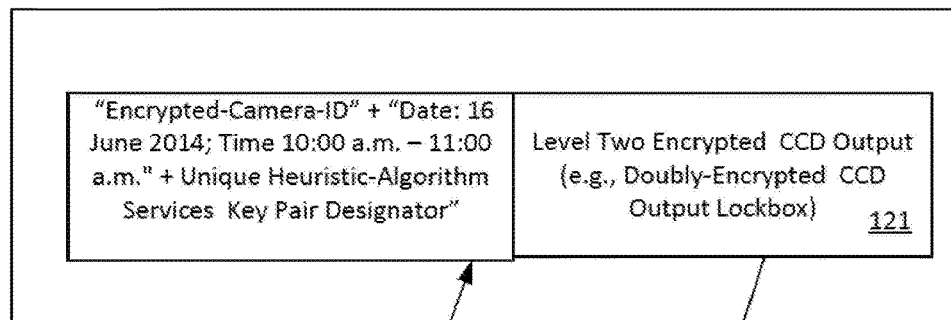 "Encrypted-Camera-ID" + "Date: 16
June 2014; Time 10:00 a.m. – 11:00
a.m." + Unique Heuristic-Algorithm
Services Key Pair Designator"
Level Two Encrypted CCD Output
(e.g., Doubly-Encrypted CCD
Output Lockbox)
121